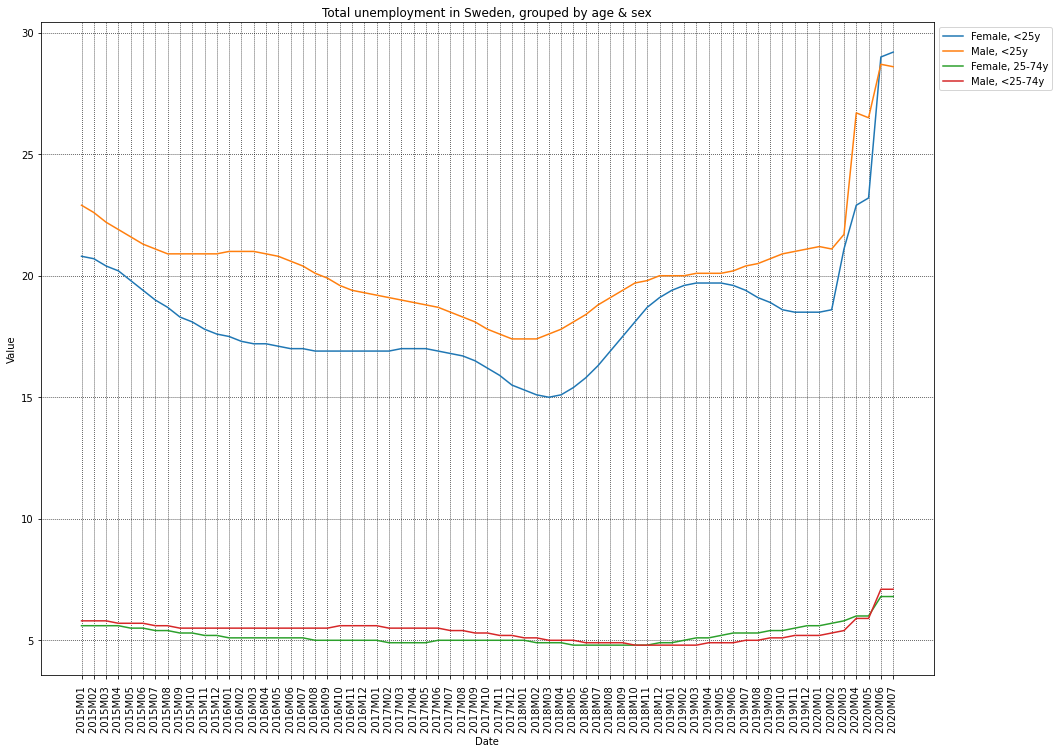 Total unemployment in Sweden, grouped by age & sex
Female, <25y
Male, <25y
Female, 25-74y
Male, <25-74y
30
25
20
15
10
5
Value
2015M01
2015M02
2015M03
2015M04
2015M05
2015M06
2015M07
2015M08
2015M09
2015M10
2015M11
2015M12
2016M01
2016M02
2016M03
2016M04
2016M05
2016M06
2016M07
2016M08
2016M09
2016M10
2016M11
2016M12
2017M01
2017M02
2017M03
2017M04
2017M05
2017M06
2017M07
2017M08
2017M09
2017M10
2017M11
2017M12
2018M01
2018M02
2018M03
2018M04
2018M05
2018M06
2018M07
2018M08
2018M09
2018M10
2018M11
2018M12
2019M01
2019M02
2019M03
2019M04
2019M05
2019M06
2019M07
2019M08
2019M09
2019M10
2019M11
2019M12
2020M01
2020M02
2020M03
2020M04
2020M05
2020M06
2020M07
Date